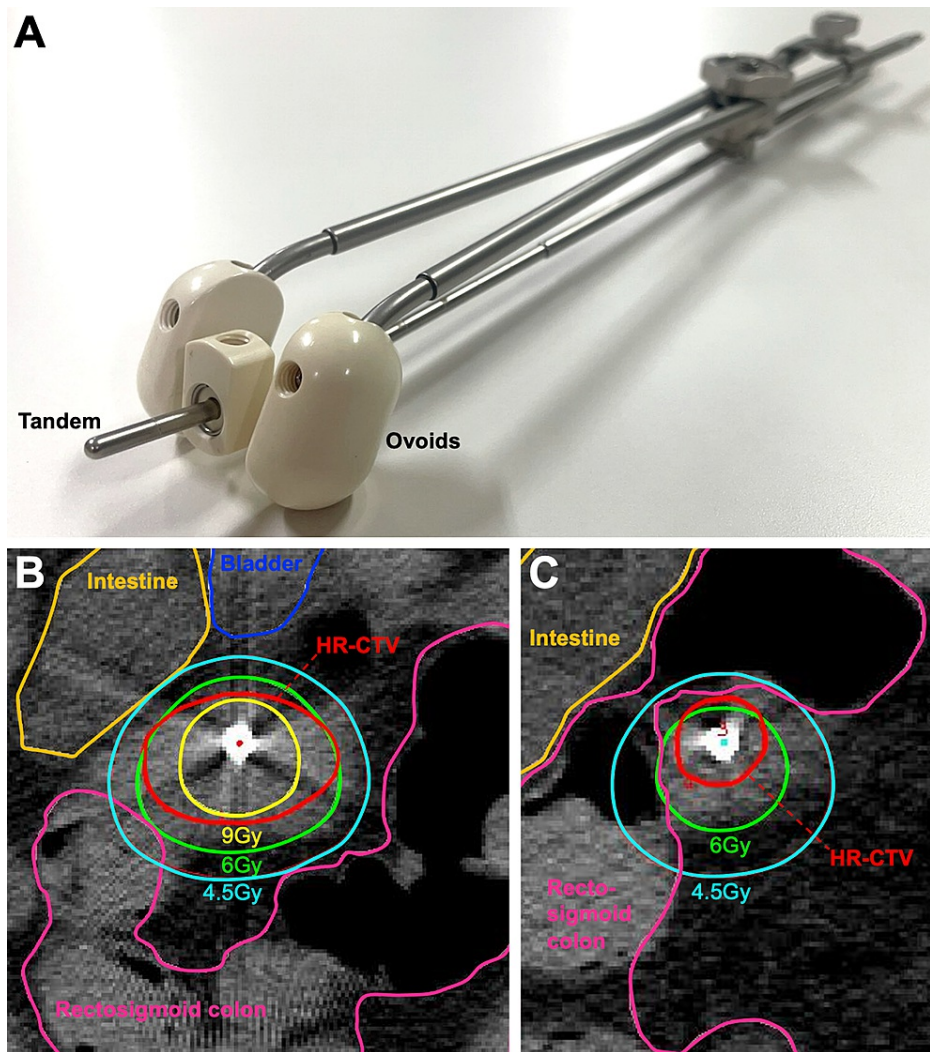 A
Tandem
Ovoids
B
Intestine
Bladder
HR-CTV
9Gy
6Gy
4.5Gy
Rectosigmoid colon
C
Intestine
6Gy
HR-CTV
4.5Gy
Recto-
sigmoid
colon